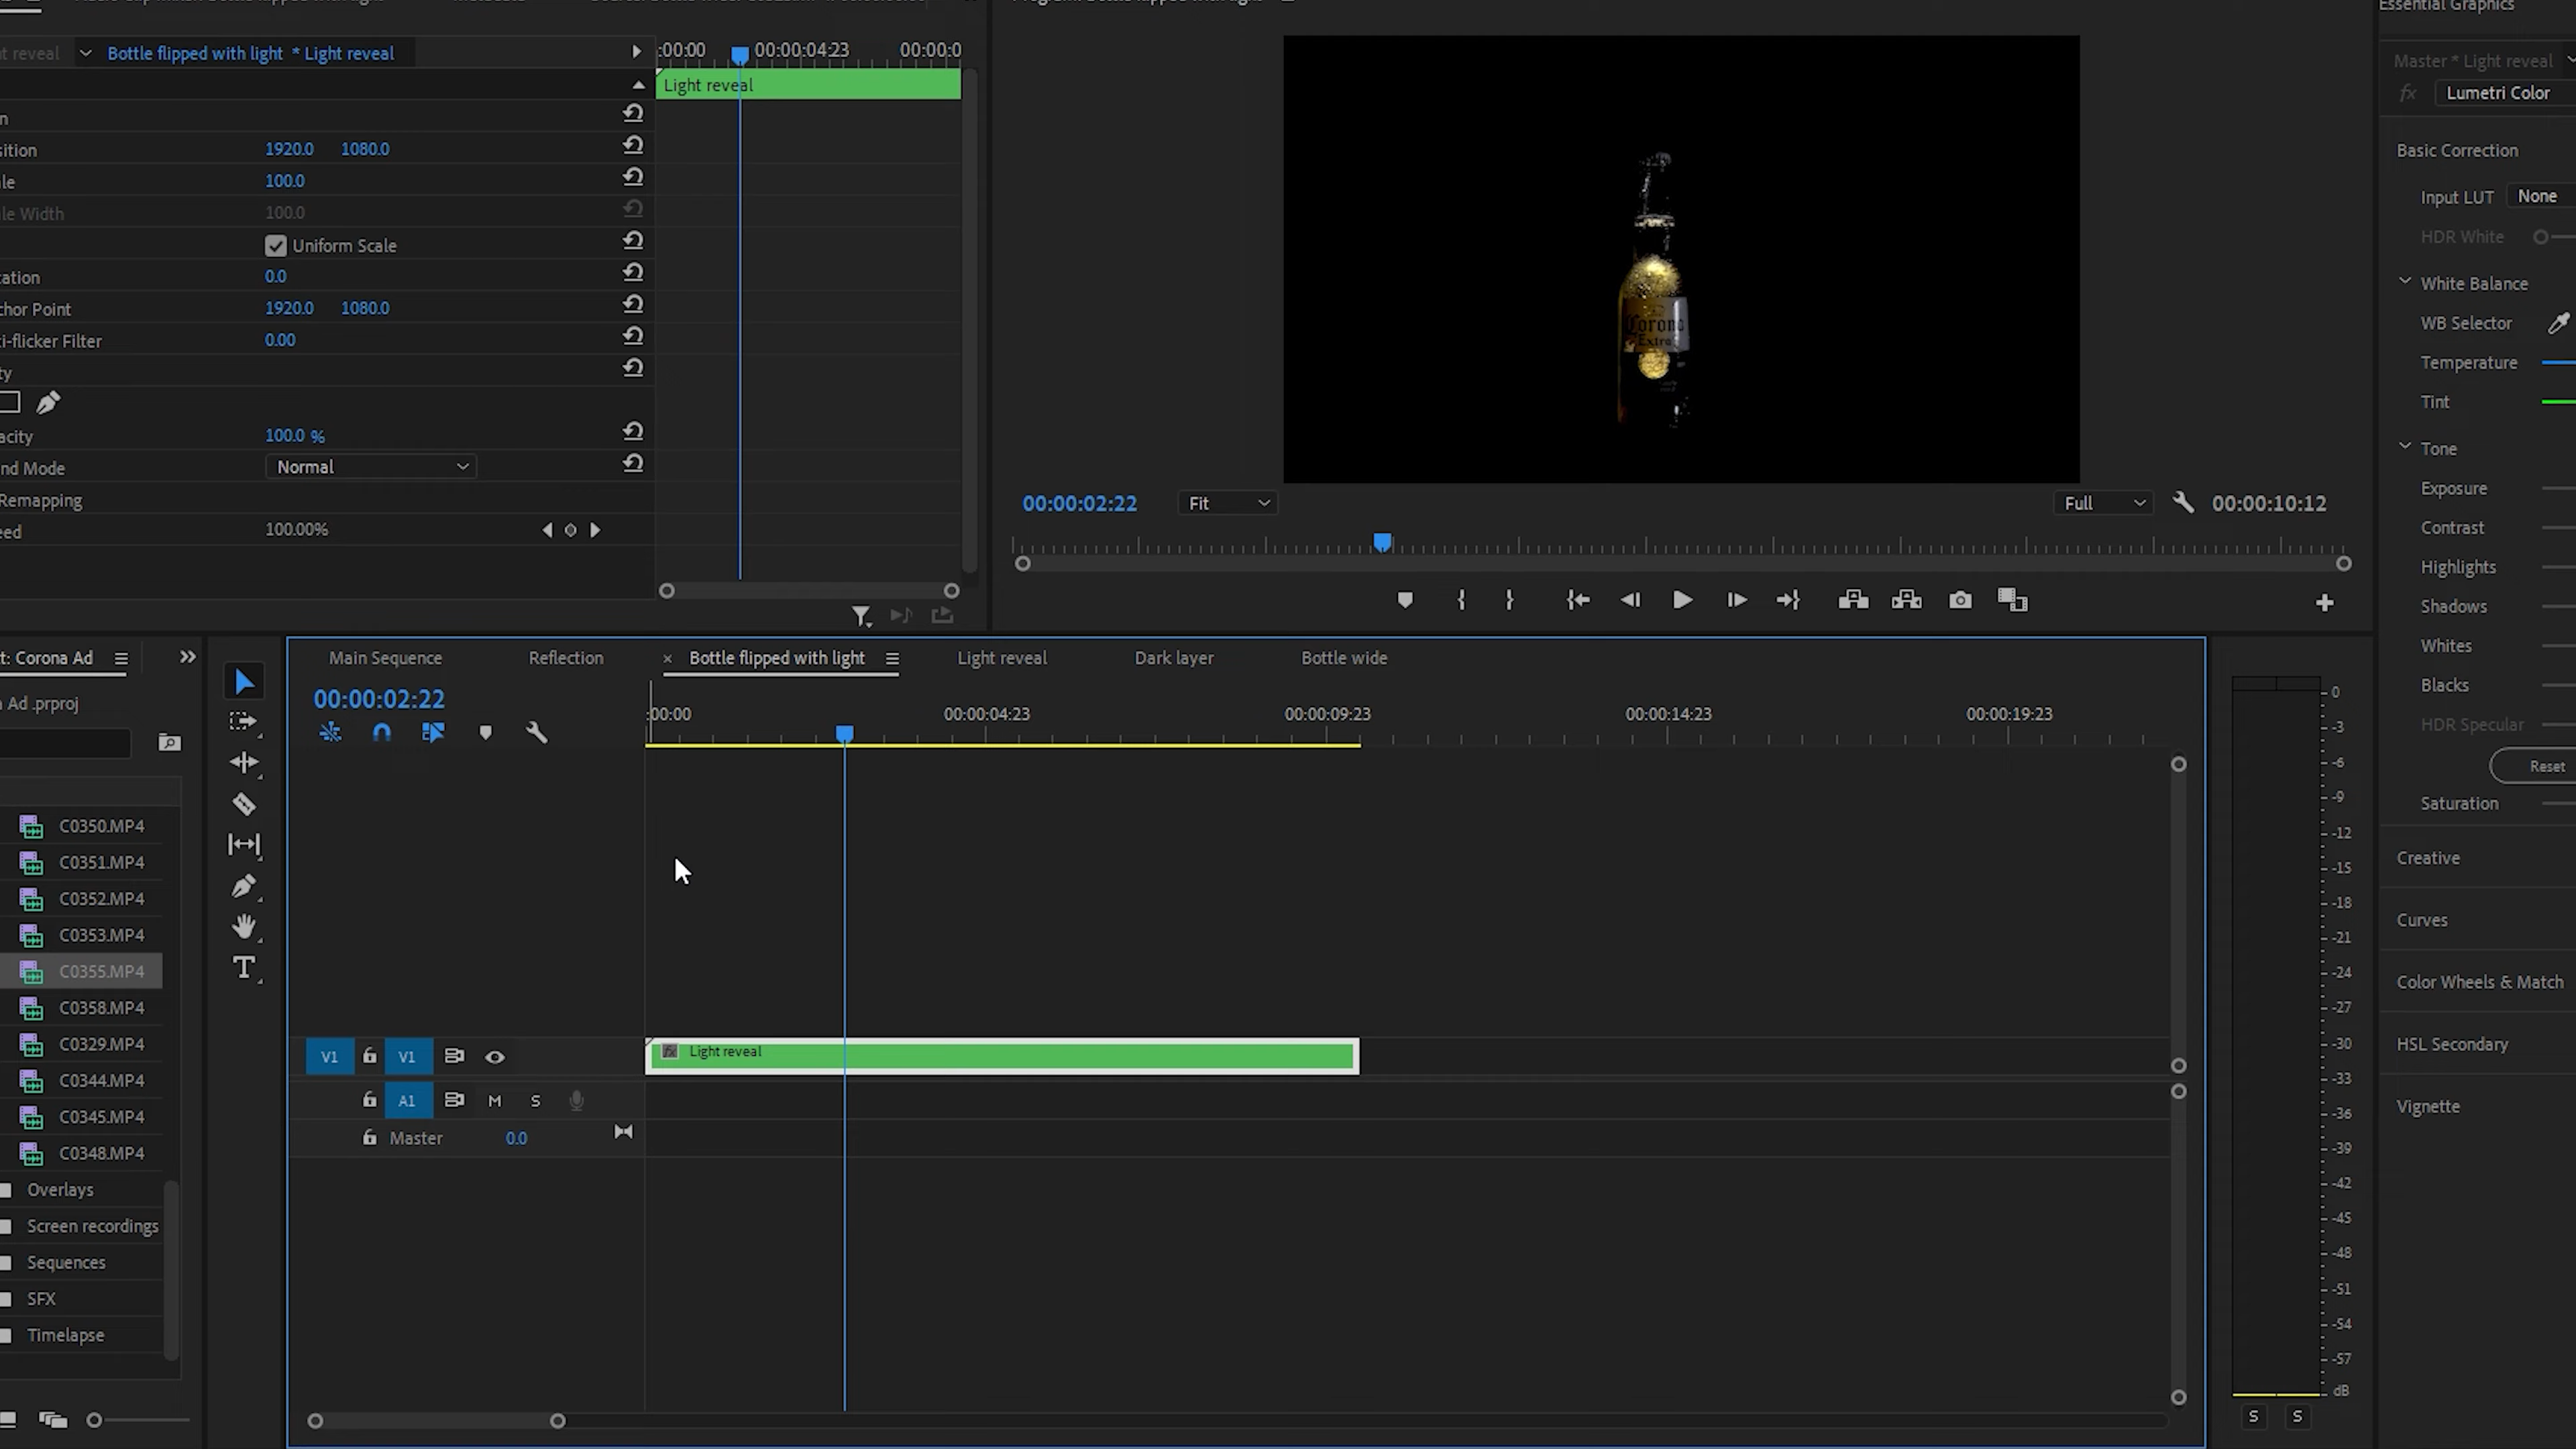 Essential Graphics
t reveal
Bottle flipped with light * Light reveal
:00:00
00:00:04:23
00:00:0
Light reveal
n
sition
1920.0
1080.0
ale
100.0
ale Width
100.0
Uniform Scale
tation
0.0
chor Point
1920.0
1080.0
ti-flicker Filter
0.00
ty
acity
100.0 %
nd Mode
Normal
Remapping
eed
100.00%
Corona
Extra
00:00:02:22
Fit
Full
00:00:10:12
Master * Light reveal
fx
Lumetri Color
Basic Correction
Input LUT
None
HDR White
White Balance
WB Selector
Temperature
Tint
Tone
Exposure
Contrast
Highlights
Shadows
Whites
Blacks
HDR Specular
Reset
Saturation
Creative
Curves
Color Wheels & Match
HSL Secondary
Vignette
t: Corona Ad
Ad .prproj
C0350.MP4
C0351.MP4
C0352.MP4
C0353.MP4
C0355.MP4
C0358.MP4
C0329.MP4
C0344.MP4
C0345.MP4
C0348.MP4
Overlays
Screen recordings
Sequences
SFX
Timelapse
Main Sequence
Reflection
Bottle flipped with light
Light reveal
Dark layer
Bottle wide
00:00:02:22
:00:00
00:00:04:23
00:00:09:23
00:00:14:23
00:00:19:23
V1
V1
fx
Light reveal
A1
M
S
Master
0.0
0
-3
-6
-9
-12
-15
-18
-21
-24
-27
-30
-33
-36
-39
-42
-45
-48
-51
-54
-57
dB
S
S